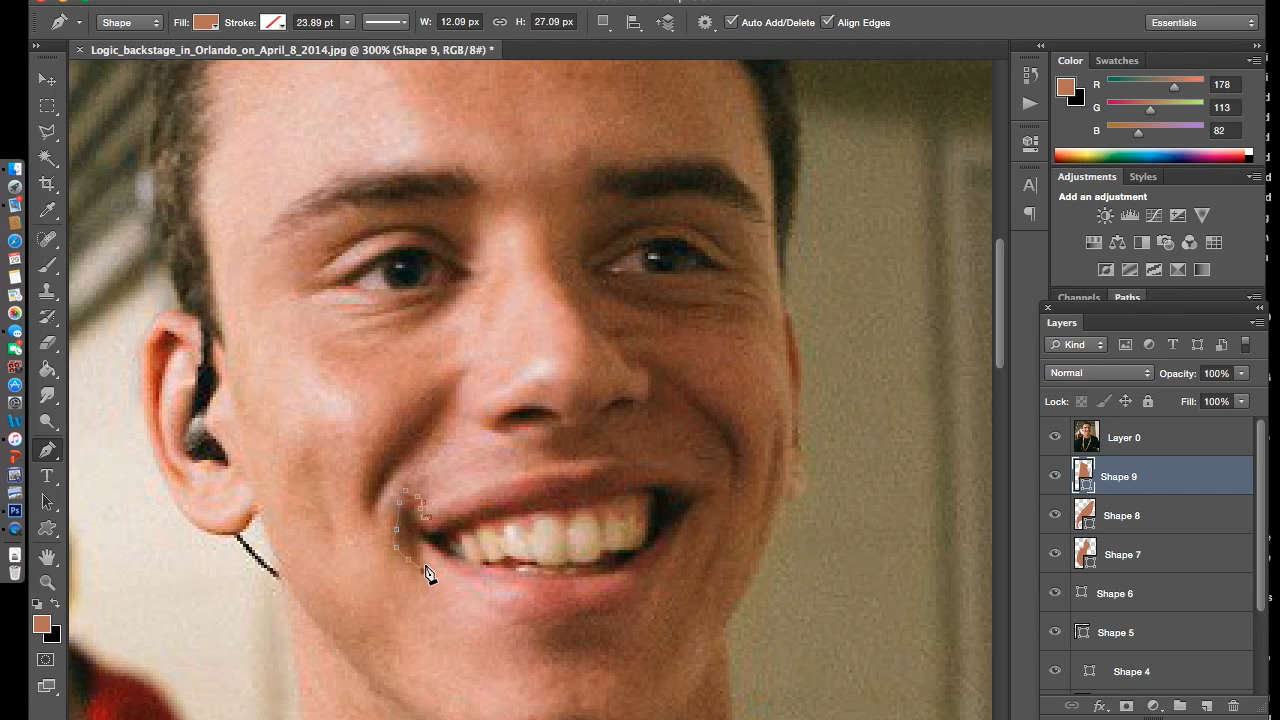 Shape Fill: Stroke: 23.89 pt W: 12.09 px H: 27.09 px Auto Add/Delete Align Edges Essentials
Logic_backstage_in_Orlando_on_April_8_2014.jpg @ 300% (Shape 9, RGB/8#) *
Color Swatches
R 178
G 113
B 82
Adjustments Styles
Add an adjustment
Channels Paths
Layers
Kind
Normal Opacity: 100%
Lock: Fill: 100%
Layer 0
Shape 9
Shape 8
Shape 7
Shape 6
Shape 5
Shape 4